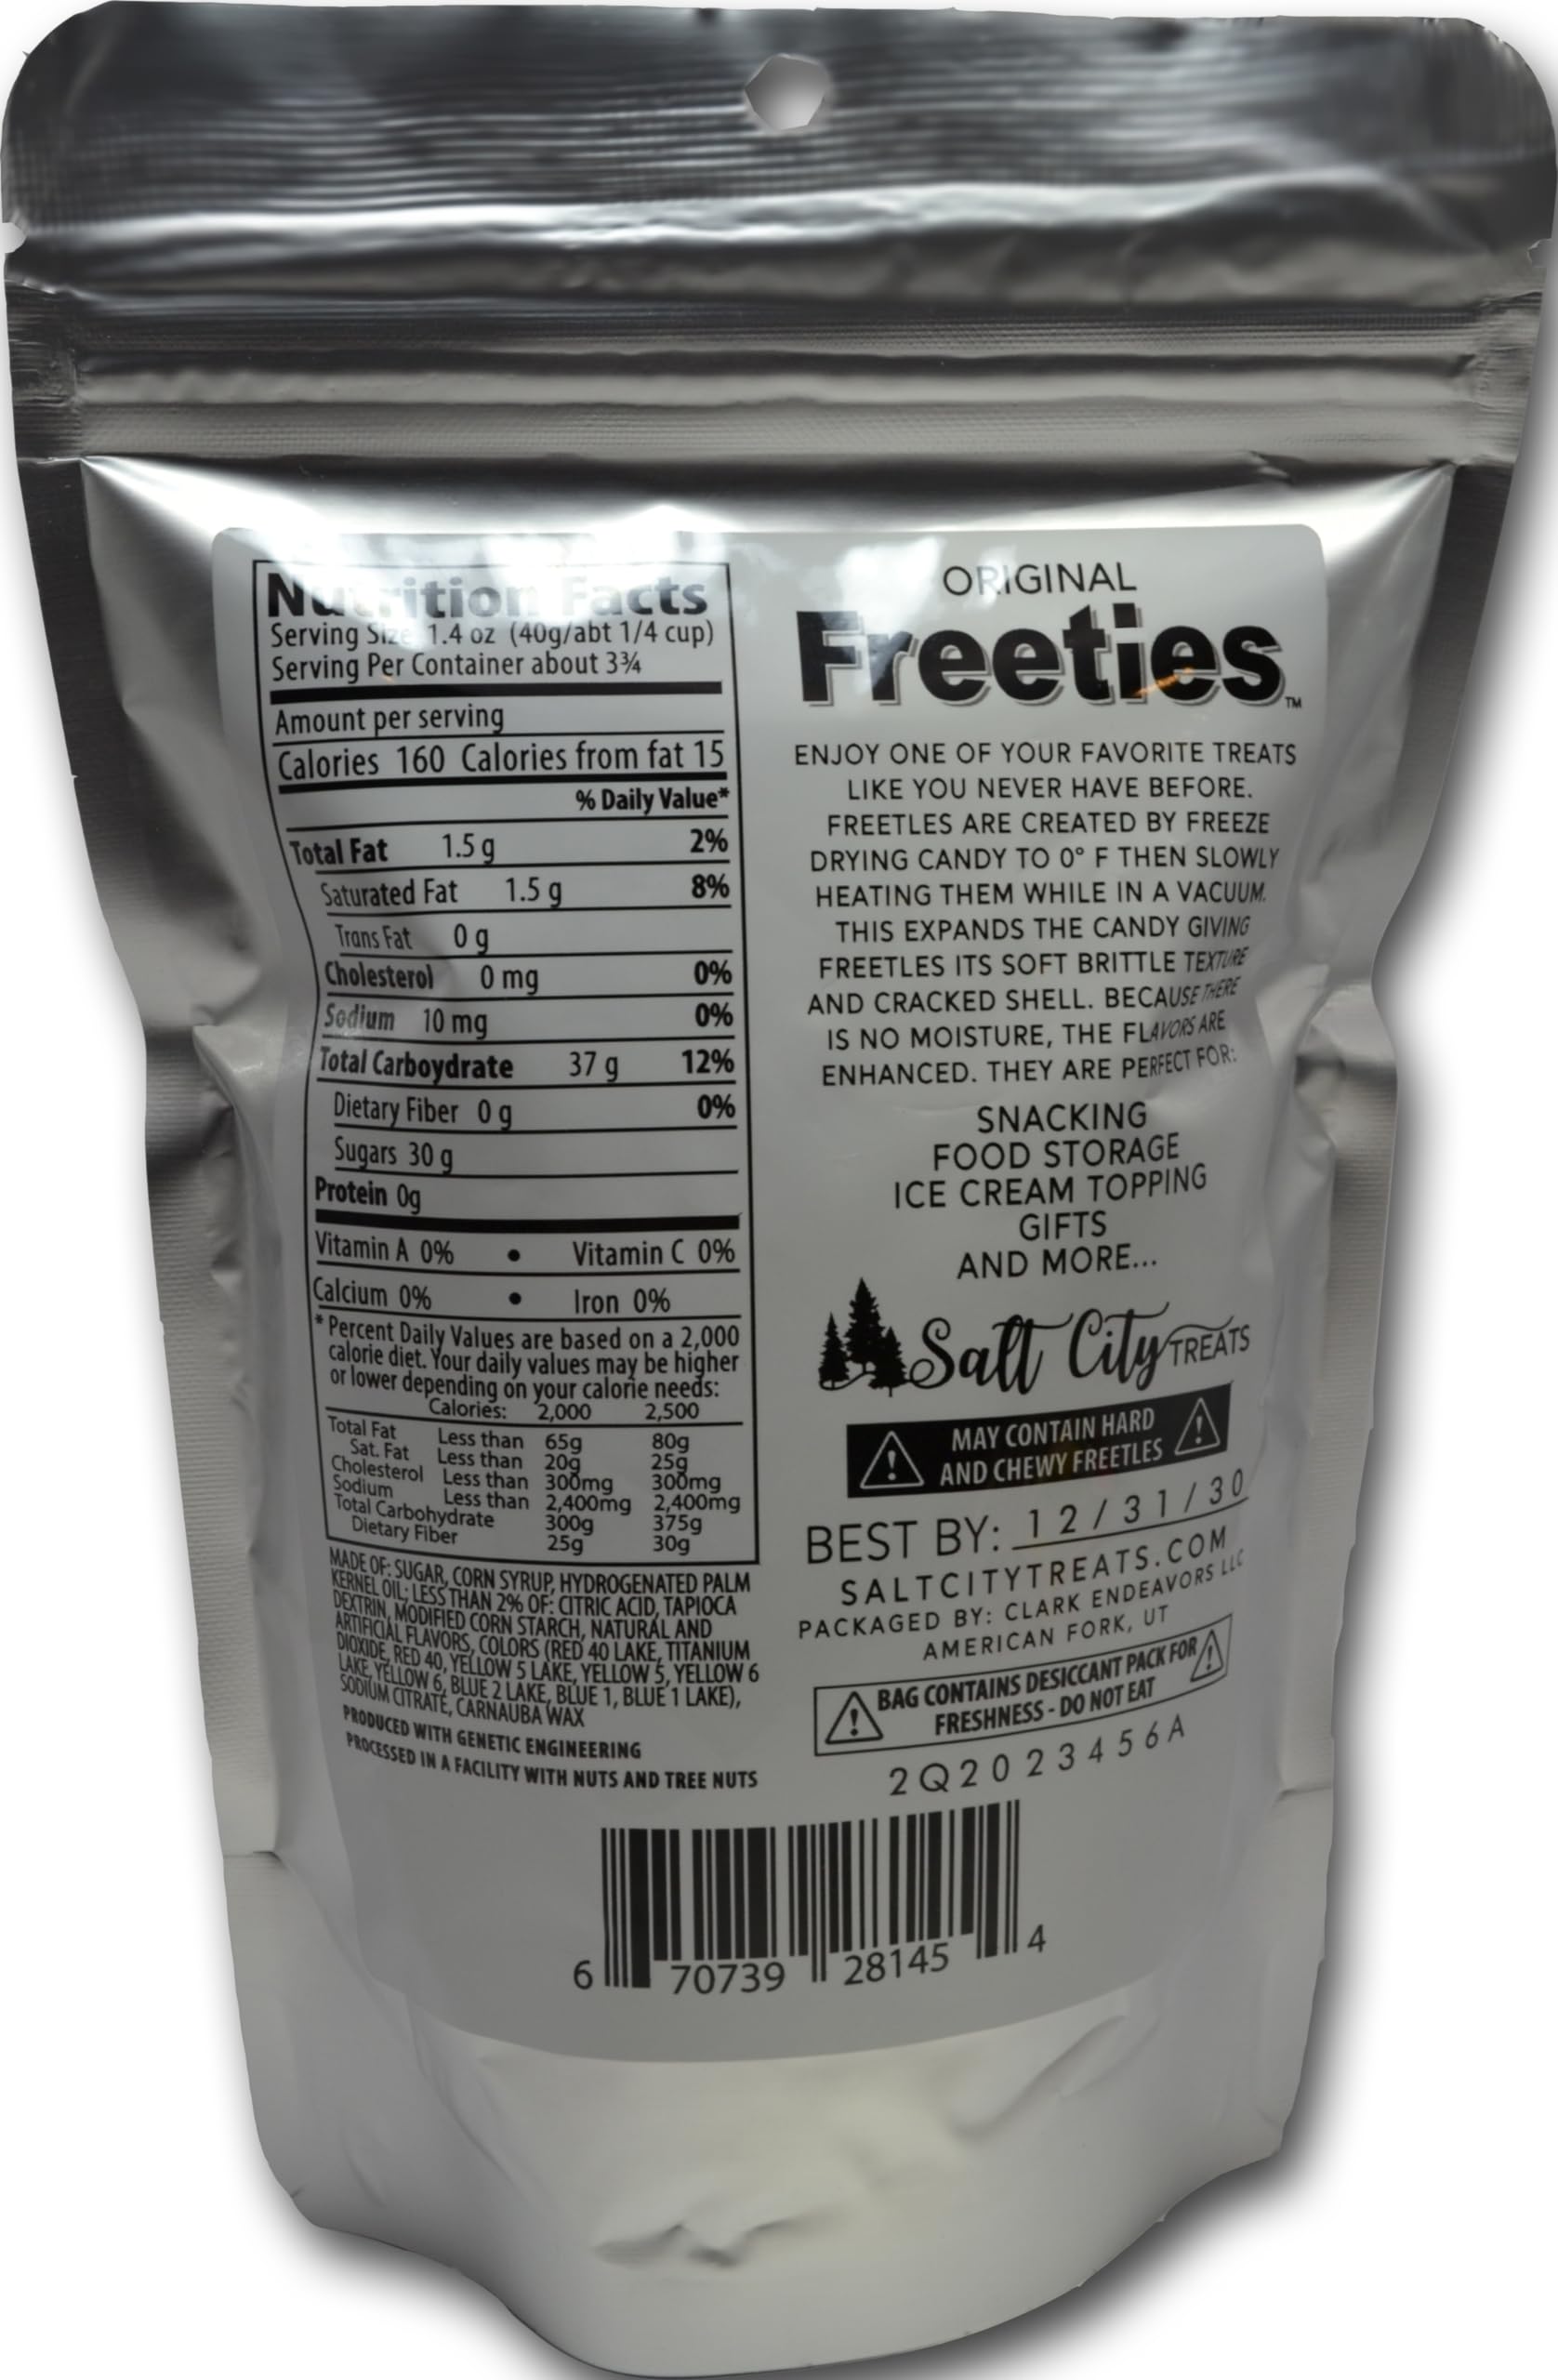 Nutrition Facts
Serving Size 1.4 oz (40g/abt 1/4 cup)
Serving Per Container about 3¾
Amount per serving
Calories 160 Calories from fat 15
% Daily Value*
Total Fat 1.5 g 2%
Saturated Fat 1.5 g 8%
Trans Fat 0 g
Cholesterol 0 mg 0%
Sodium 10 mg 0%
Total Carboydrate 37 g 12%
Dietary Fiber 0 g 0%
Sugars 30 g
Protein 0g
Vitamin A 0% • Vitamin C 0%
Calcium 0% • Iron 0%
* Percent Daily Values are based on a 2,000
calorie diet. Your daily values may be higher
or lower depending on your calorie needs:
Calories: 2,000 2,500
Total Fat Less than 65g 80g
Sat. Fat Less than 20g 25g
Cholesterol Less than 300mg 300mg
Sodium Less than 2,400mg 2,400mg
Total Carbohydrate 300g 375g
Dietary Fiber 25g 30g
MADE OF: SUGAR, CORN SYRUP, HYDROGENATED PALM
KERNEL OIL; LESS THAN 2% OF: CITRIC ACID, TAPIOCA
DEXTRIN, MODIFIED CORN STARCH, NATURAL AND
ARTIFICIAL FLAVORS, COLORS (RED 40 LAKE, TITANIUM
DIOXIDE, RED 40, YELLOW 5 LAKE, YELLOW 5, YELLOW 6
LAKE, YELLOW 6, BLUE 2 LAKE, BLUE 1, BLUE 1 LAKE),
SODIUM CITRATE, CARNAUBA WAX
PRODUCED WITH GENETIC ENGINEERING
PROCESSED IN A FACILITY WITH NUTS AND TREE NUTS
ORIGINAL
Freeties™
ENJOY ONE OF YOUR FAVORITE TREATS
LIKE YOU NEVER HAVE BEFORE.
FREETLES ARE CREATED BY FREEZE
DRYING CANDY TO 0° F THEN SLOWLY
HEATING THEM WHILE IN A VACUUM.
THIS EXPANDS THE CANDY GIVING
FREETLES ITS SOFT BRITTLE TEXTURE
AND CRACKED SHELL. BECAUSE THERE
IS NO MOISTURE, THE FLAVORS ARE
ENHANCED. THEY ARE PERFECT FOR:
SNACKING
FOOD STORAGE
ICE CREAM TOPPING
GIFTS
AND MORE...
Salt City TREATS
MAY CONTAIN HARD
AND CHEWY FREETLES
BEST BY: 12/31/30
SALTCITYTREATS.COM
PACKAGED BY: CLARK ENDEAVORS LLC
AMERICAN FORK, UT
BAG CONTAINS DESICCANT PACK FOR
FRESHNESS - DO NOT EAT
2Q2023456A
6 70739 28145 4